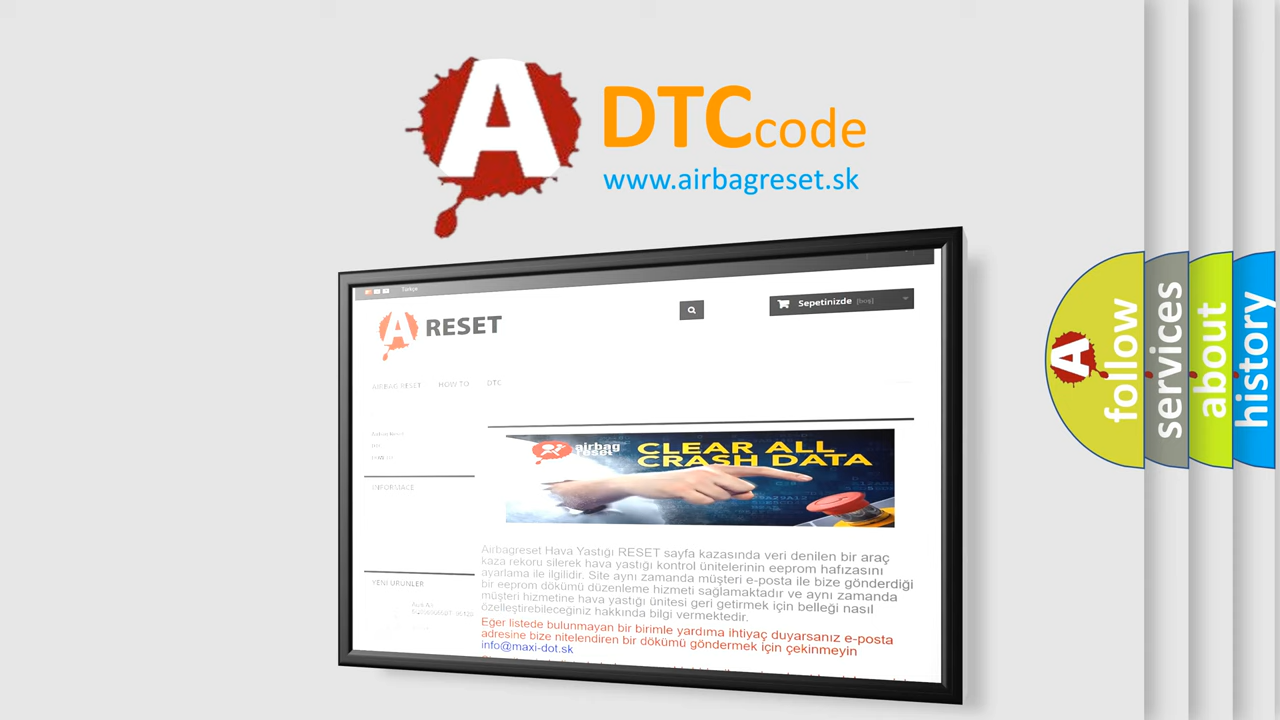 A
DTCcode
www.airbagreset.sk
Türkçe
A RESET
Sepetinizde [boş]
AIRBAG RESET HOW TO DTC
INFORMACE
airbag
reset
CLEAR ALL
CRASH DATA
Airbagreset Hava Yastığı RESET sayfa kazasında veri denilen bir araç
kaza rekoru silerek hava yastığı kontrol ünitelerinin eeprom hafızasını
ayarlama ile ilgilidir. Site aynı zamanda müşteri e-posta ile bize gönderdiği
bir eeprom dökümü düzenleme hizmeti sağlamaktadır ve aynı zamanda
müşteri hizmetine hava yastığı ünitesi geri getirmek için belleği nasıl
özelleştirebileceğiniz hakkında bilgi vermektedir.
Eger listede bulunmayan bir birimle yardıma ihtiyaç duyarsanız e-posta
adresine bize nitelendiren bir dökümü göndermek için çekinmeyin
info@maxi-dot.sk
YENI ÜRÜNLER
A follow
services
about
history